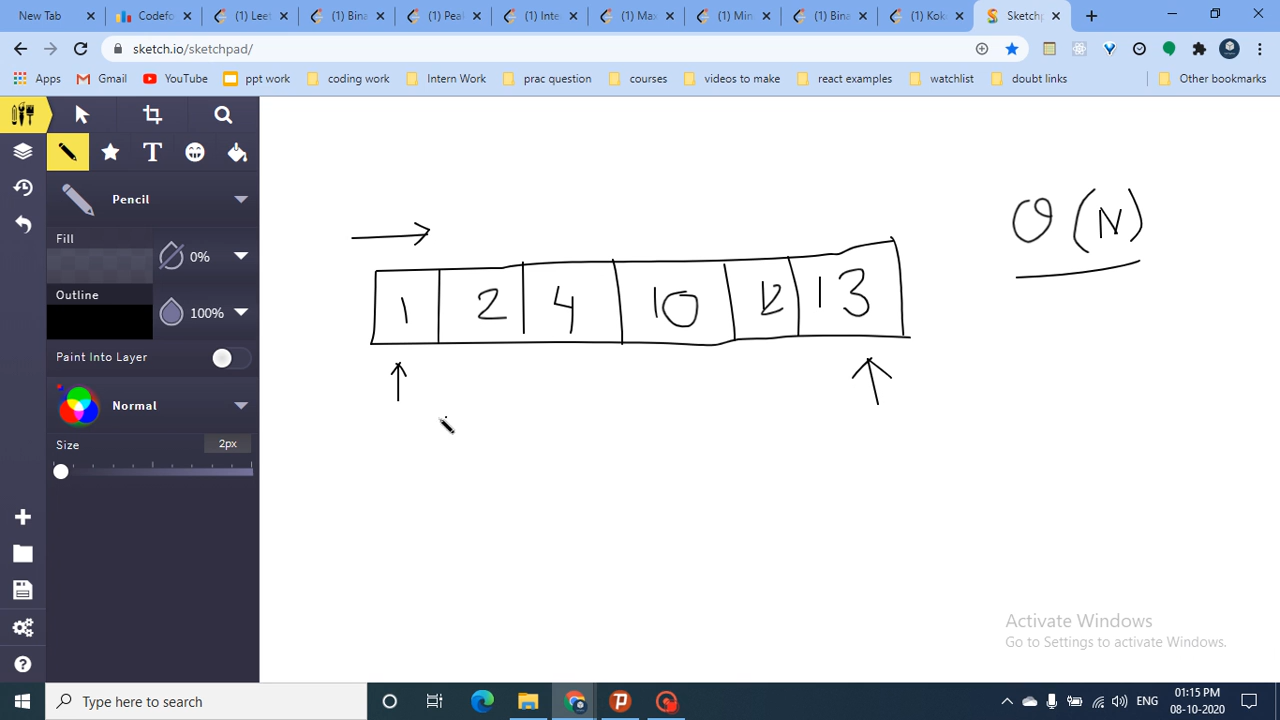 New Tab
Codefo
(1) Leet
(1) Bina
(1) Peak
(1) Inte
(1) Max
(1) Min
(1) Bina
(1) Kok
Sketchp
sketch.io/sketchpad/
Apps Gmail YouTube ppt work coding work Intern Work prac question courses videos to make react examples watchlist doubt links Other bookmarks
Pencil
Fill
0%
Outline
100%
Paint Into Layer
Normal
Size
2px
O (N)
1 2 4 10 12 13
Activate Windows
Go to Settings to activate Windows.
Type here to search
ENG
01:15 PM
08-10-2020